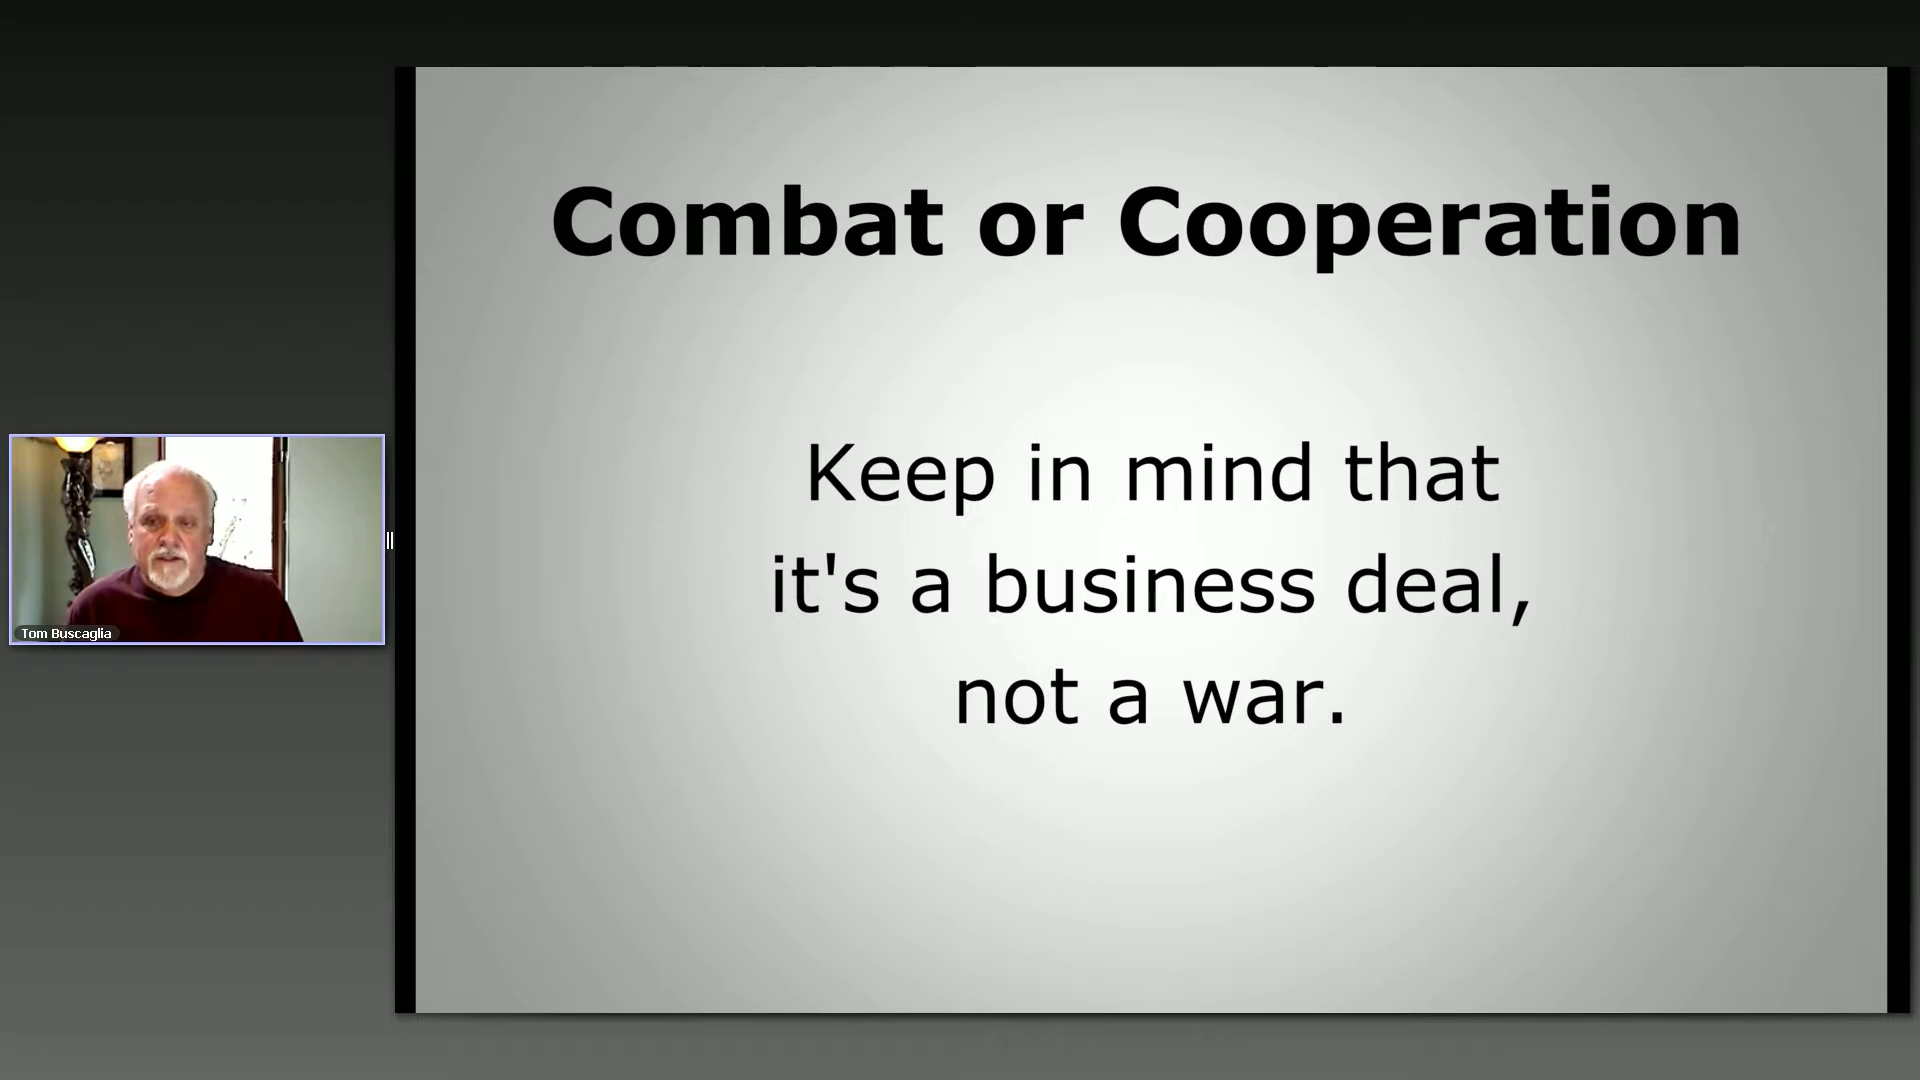 Combat or Cooperation
Keep in mind that
it's a business deal,
not a war.
Tom Buscaglia